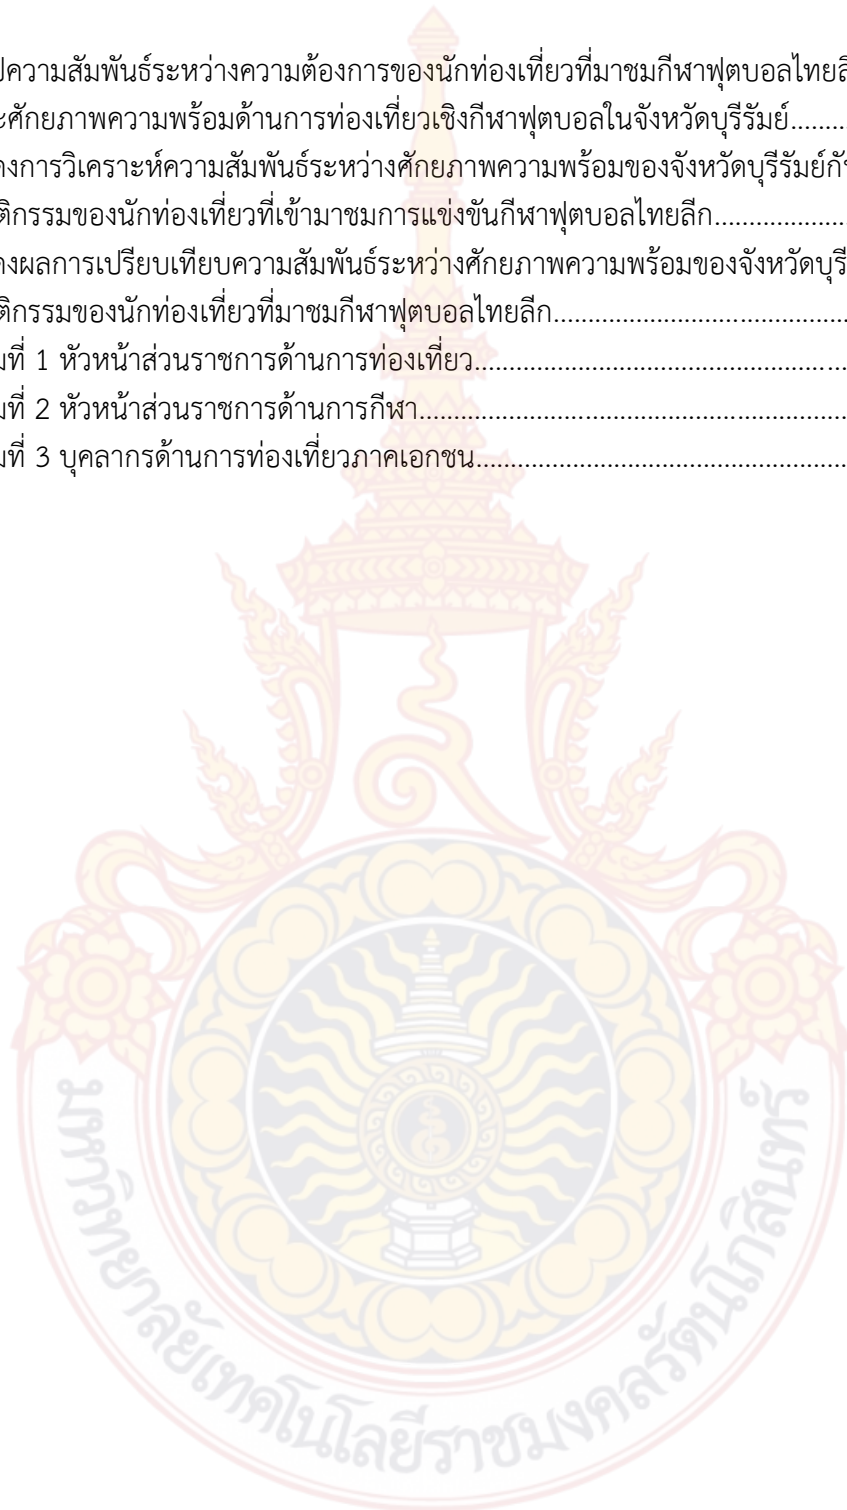 ปความสัมพันธ์ระหว่างความต้องการของนักท่องเที่ยวที่มาชมกีฬาฟุตบอลไทยลี
ะศักยภาพความพร้อมด้านการท่องเที่ยวเชิงกีฬาฟุตบอลในจังหวัดบุรีรัมย์.........
ดงการวิเคราะห์ความสัมพันธ์ระหว่างศักยภาพความพร้อมของจังหวัดบุรีรัมย์กั
ติกรรมของนักท่องเที่ยวที่เข้ามาชมการแข่งขันกีฬาฟุตบอลไทยลีก.....................
ดงผลการเปรียบเทียบความสัมพันธ์ระหว่างศักยภาพความพร้อมของจังหวัดบุรี
ติกรรมของนักท่องเที่ยวที่มาชมกีฬาฟุตบอลไทยลีก.............................................
มที่ 1 หัวหน้าส่วนราชการด้านการท่องเที่ยว.........................................................
มที่ 2 หัวหน้าส่วนราชการด้านการกีฬา.................................................................
มที่ 3 บุคลากรด้านการท่องเที่ยวภาคเอกชน.........................................................
มหาวิทยาลัยเทคโนโลยีราชมงคลรัตนโกสินทร์